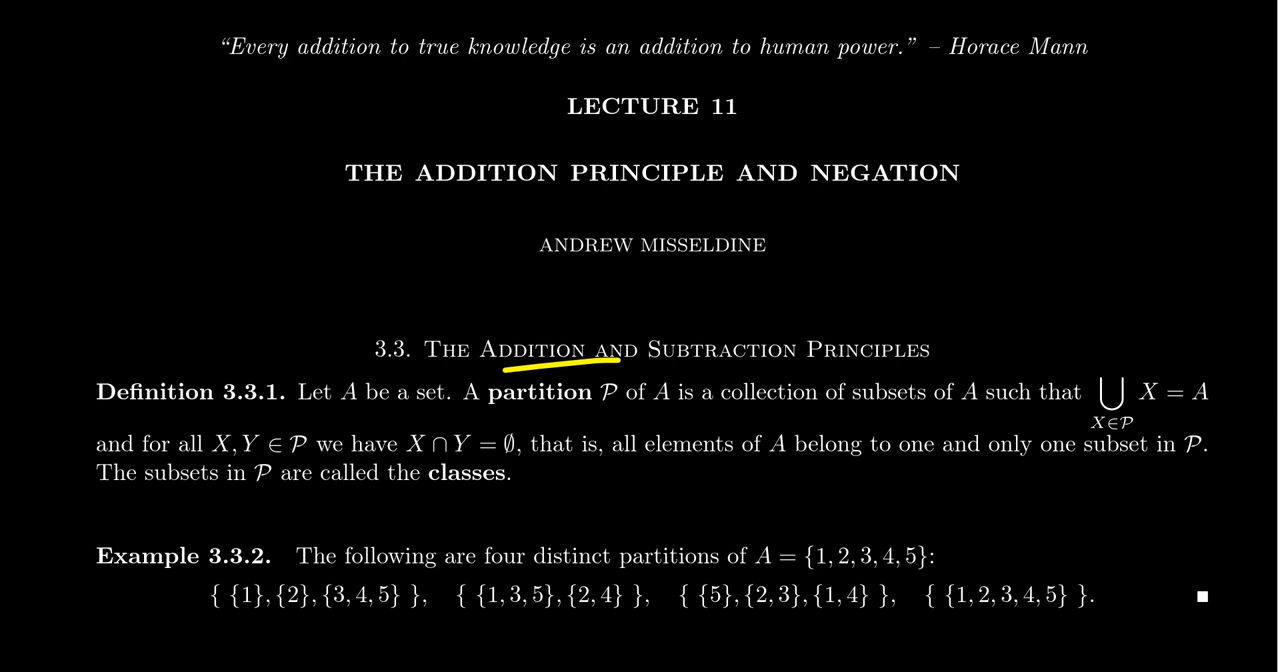 “Every addition to true knowledge is an addition to human power.” – Horace Mann
LECTURE 11
THE ADDITION PRINCIPLE AND NEGATION
ANDREW MISSELDINE
3.3. The Addition and Subtraction Principles
Definition 3.3.1. Let A be a set. A partition 𝒫 of A is a collection of subsets of A such that ⋃ X = A
X∈𝒫
and for all X, Y ∈ 𝒫 we have X ∩ Y = ∅, that is, all elements of A belong to one and only one subset in 𝒫.
The subsets in 𝒫 are called the classes.
Example 3.3.2. The following are four distinct partitions of A = {1, 2, 3, 4, 5}:
{ {1}, {2}, {3, 4, 5} }, { {1, 3, 5}, {2, 4} }, { {5}, {2, 3}, {1, 4} }, { {1, 2, 3, 4, 5} }. ■